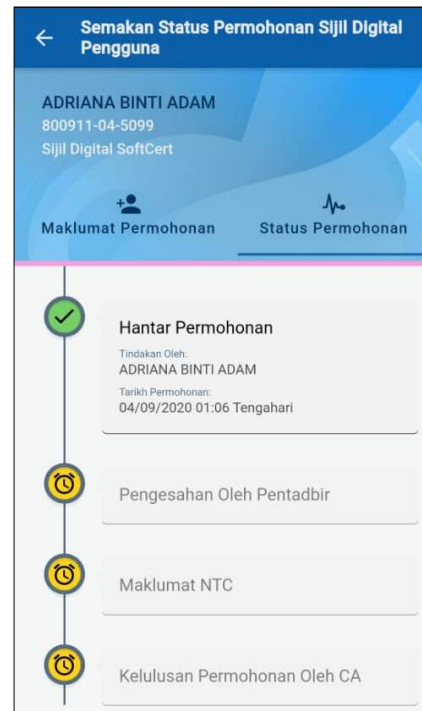 Semakan Status Permohonan Sijil Digital
Pengguna
ADRIANA BINTI ADAM
800911-04-5099
Sijil Digital SoftCert
Maklumat Permohonan
Status Permohonan
Hantar Permohonan
Tindakan Oleh:
ADRIANA BINTI ADAM
Tarikh Permohonan:
04/09/2020 01:06 Tengahari
Pengesahan Oleh Pentadbir
Maklumat NTC
Kelulusan Permohonan Oleh CA